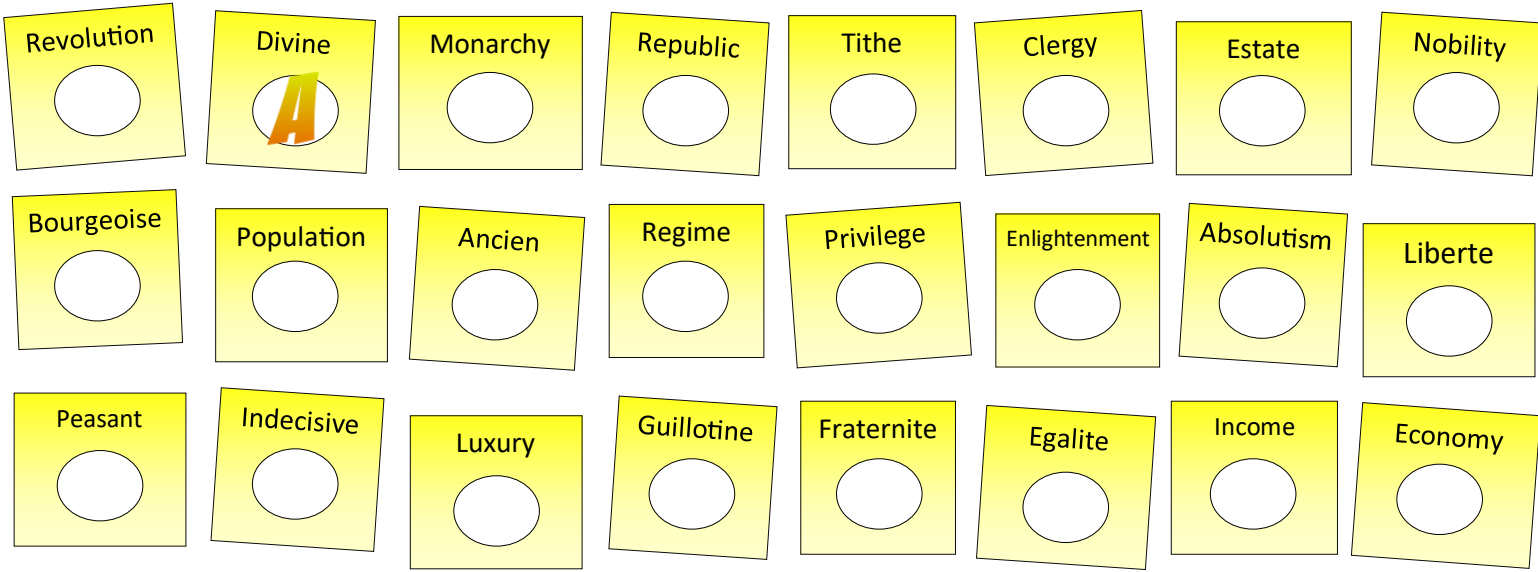 Revolution
Divine
A
Monarchy
Republic
Tithe
Clergy
Estate
Nobility
Bourgeoise
Population
Ancien
Regime
Privilege
Enlightenment
Absolutism
Liberte
Peasant
Indecisive
Luxury
Guillotine
Fraternite
Egalite
Income
Economy